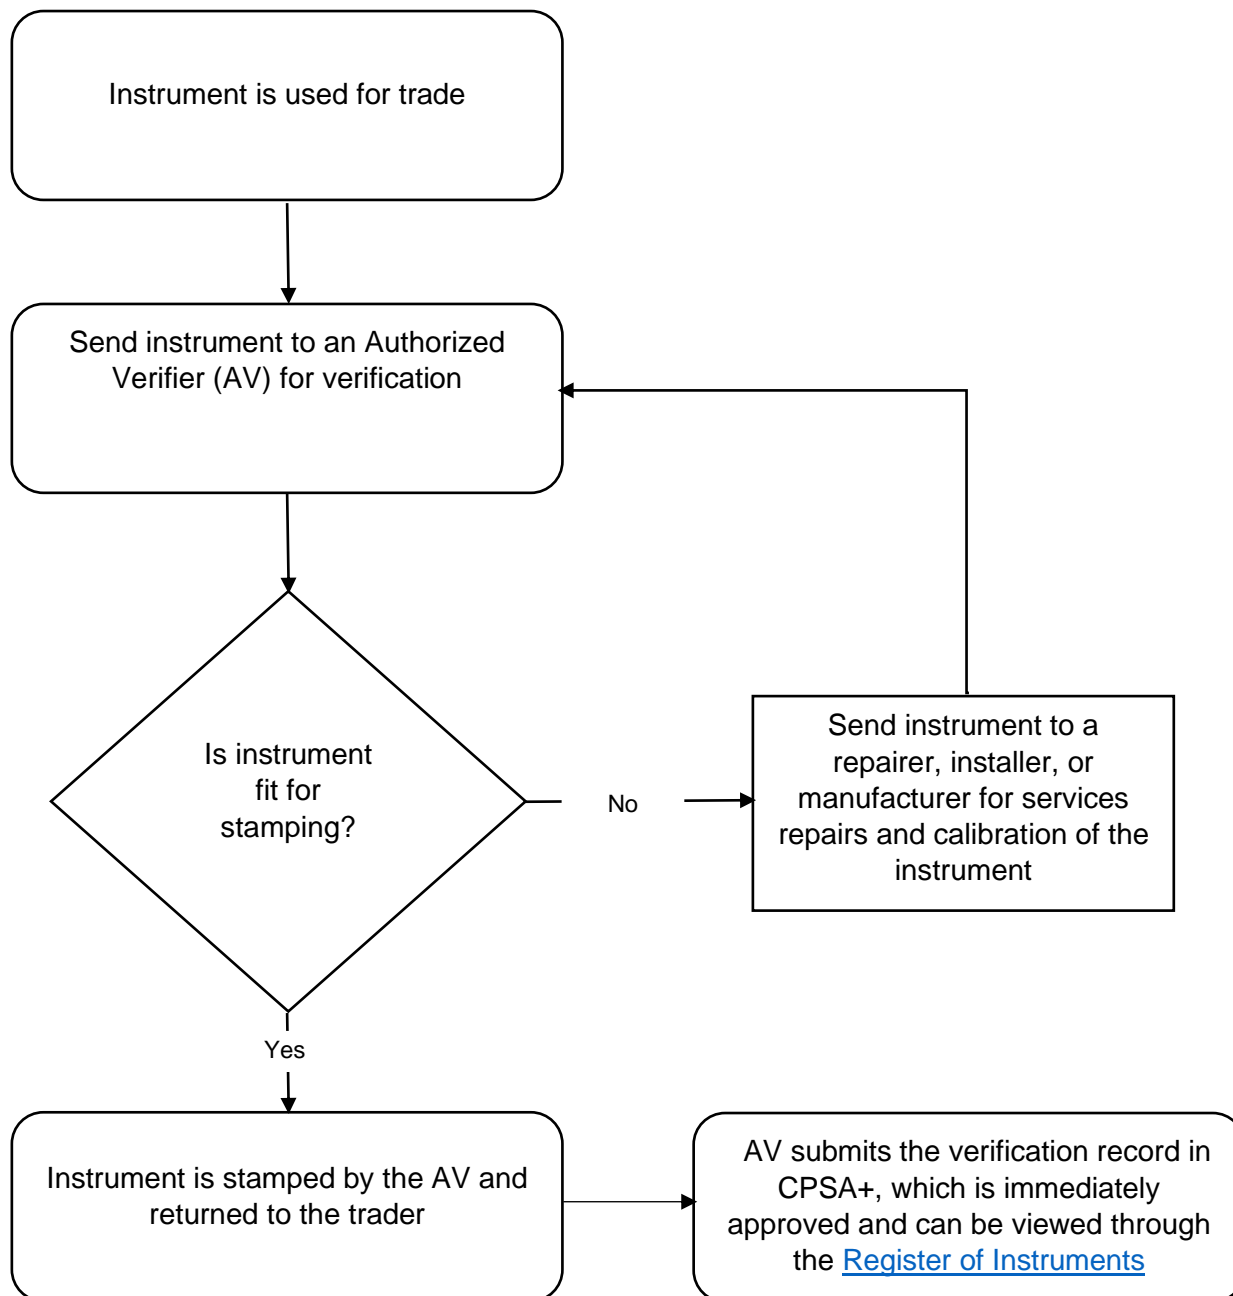 Instrument is used for trade
Send instrument to an Authorized
Verifier (AV) for verification
Is instrument
fit for
stamping?
No
Send instrument to a
repairer, installer, or
manufacturer for services
repairs and calibration of the
instrument
Yes
Instrument is stamped by the AV and
returned to the trader
AV submits the verification record in
CPSA+, which is immediately
approved and can be viewed through
the Register of Instruments